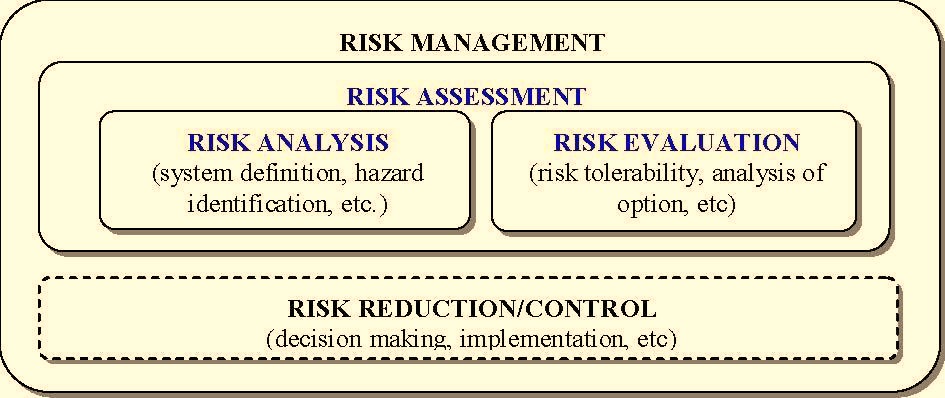 RISK MANAGEMENT
RISK ASSESSMENT
RISK ANALYSIS
(system definition, hazard
identification, etc.)
RISK EVALUATION
(risk tolerability, analysis of
option, etc)
RISK REDUCTION/CONTROL
(decision making, implementation, etc)